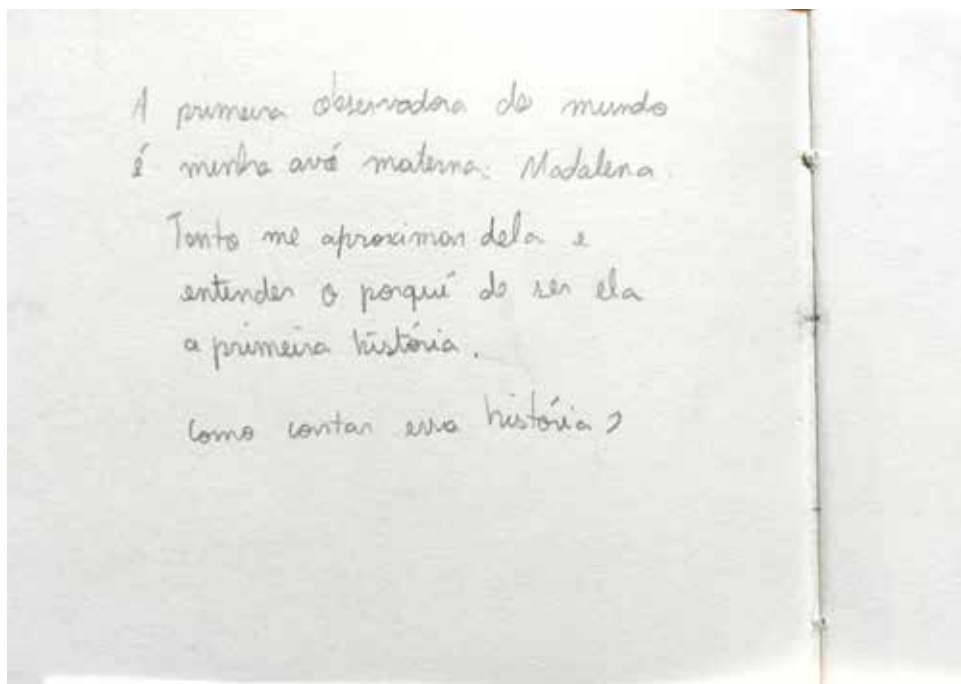 A primeira observadora do mundo
é minha avó materna: Madalena.
Tento me aproximar dela e
entender o porquê de ser ela
a primeira história.
Como contar essa história?